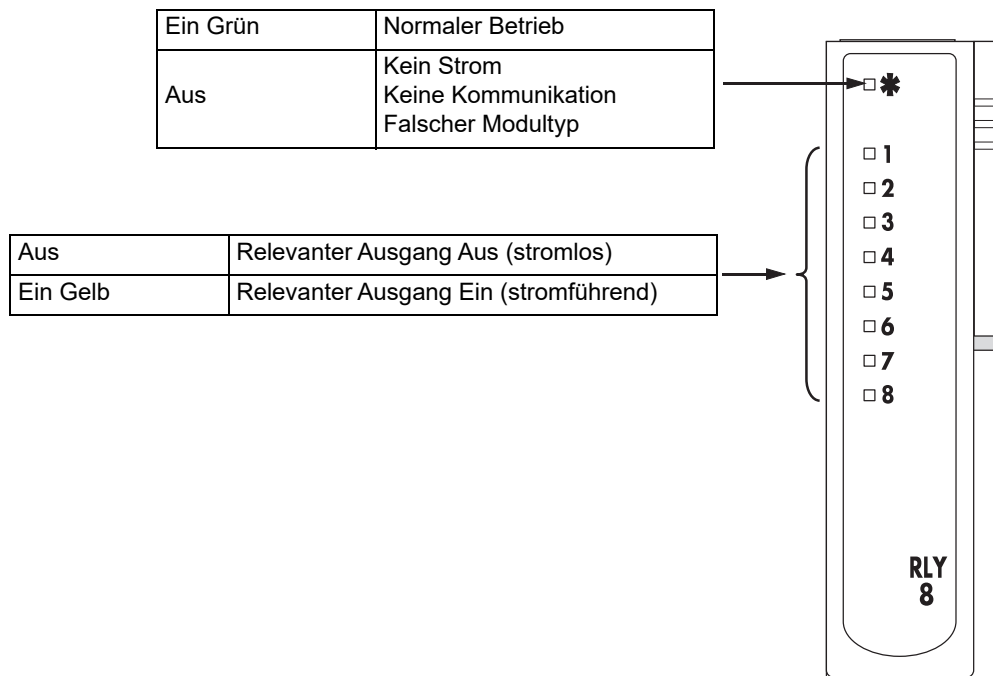 Ein Grün Normaler Betrieb
Aus
Kein Strom
Keine Kommunikation
Falscher Modultyp
✱
1
2
3
4
5
6
7
8
Aus Relevanter Ausgang Aus (stromlos)
Ein Gelb Relevanter Ausgang Ein (stromführend)
RLY
8